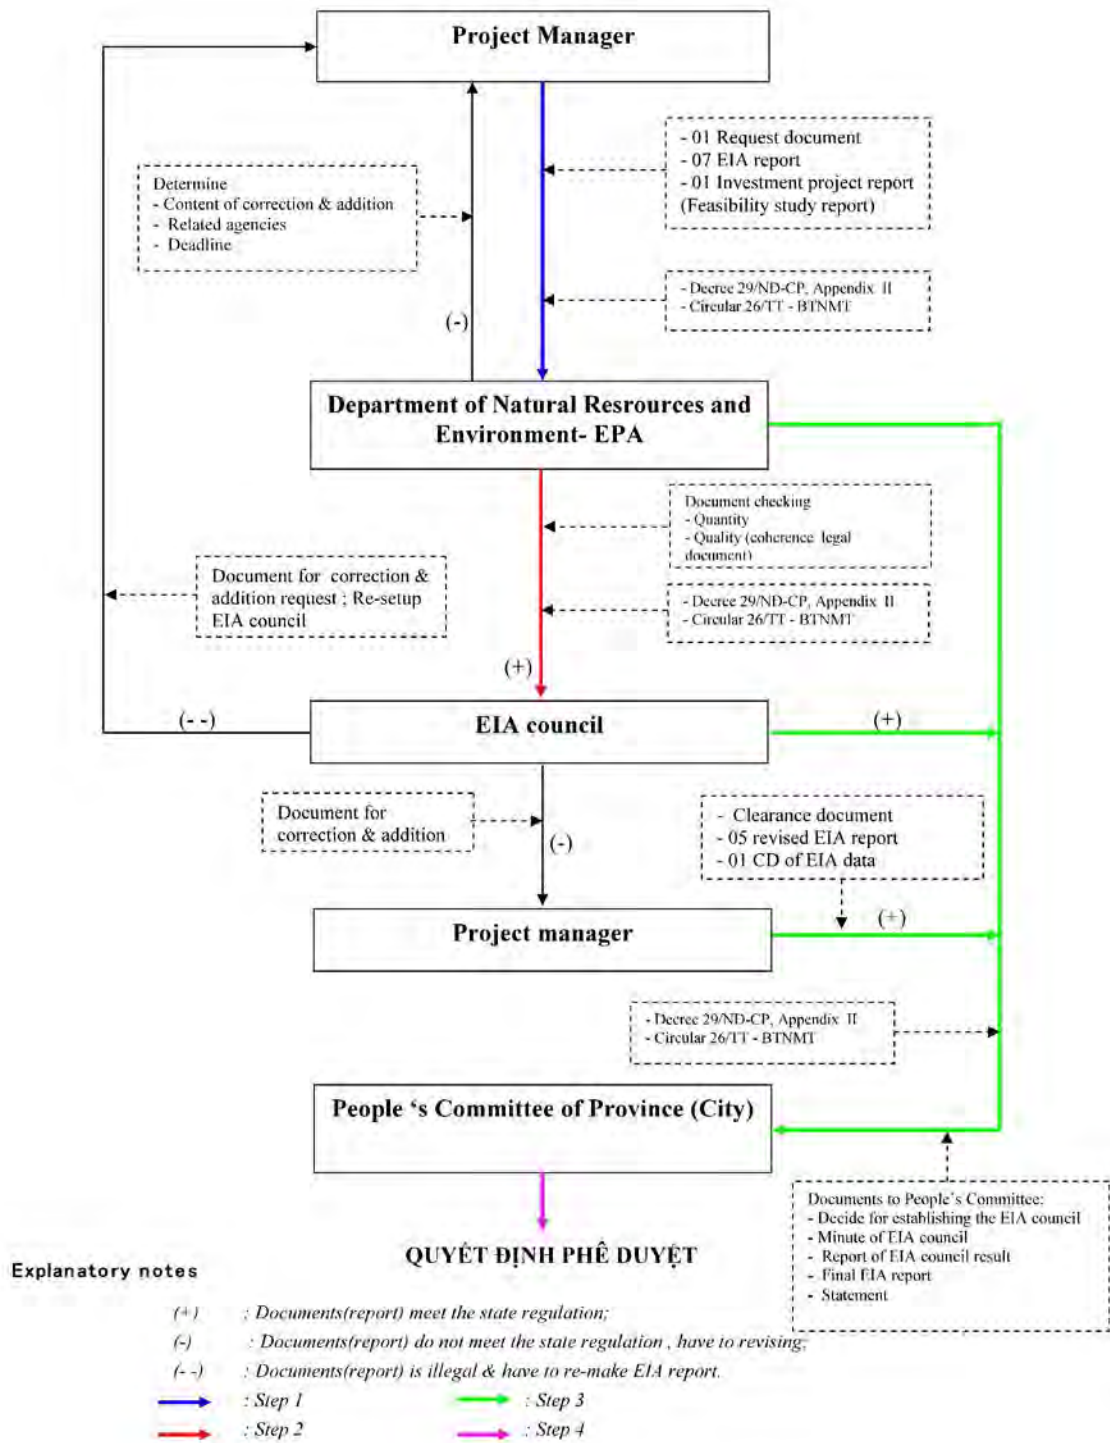 Project Manager
- 01 Request document
- 07 EIA report
- 01 Investment project report
(Feasibility study report)
Determine
- Content of correction & addition
- Related agencies
- Deadline
- Decree 29/ND-CP, Appendix II
- Circular 26/TT - BTNMT
(-)
Department of Natural Resrources and
Environment- EPA
Document checking
- Quantity
- Quality (coherence legal
document)
Document for correction &
addition request ; Re-setup
EIA council
- Decree 29/ND-CP, Appendix II
- Circular 26/TT - BTNMT
(+)
(- -)
EIA council
(+)
Document for
correction & addition
(-)
- Clearance document
- 05 revised EIA report
- 01 CD of EIA data
Project manager
(+)
- Decree 29/ND-CP, Appendix II
- Circular 26/TT - BTNMT
People ‘s Committee of Province (City)
Documents to People’s Committee:
- Decide for establishing the EIA council
- Minute of EIA council
- Report of EIA council result
- Final EIA report
- Statement
QUYẾT ĐỊNH PHÊ DUYỆT
Explanatory notes
(+) : Documents(report) meet the state regulation;
(-) : Documents(report) do not meet the state regulation , have to revising;
(- -) : Documents(report) is illegal & have to re-make EIA report.
: Step 1 : Step 3
: Step 2 : Step 4